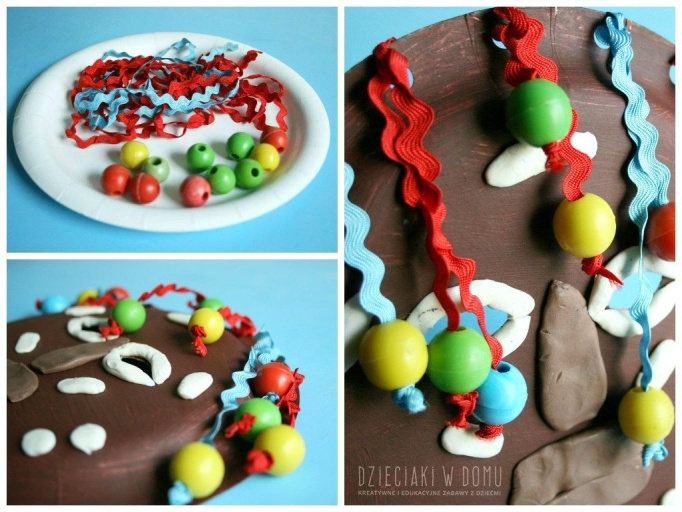 DZIECIAKI W DOMU
KREATYWNE I EDUKACYJNE ZABAWY Z DZIEĆMI